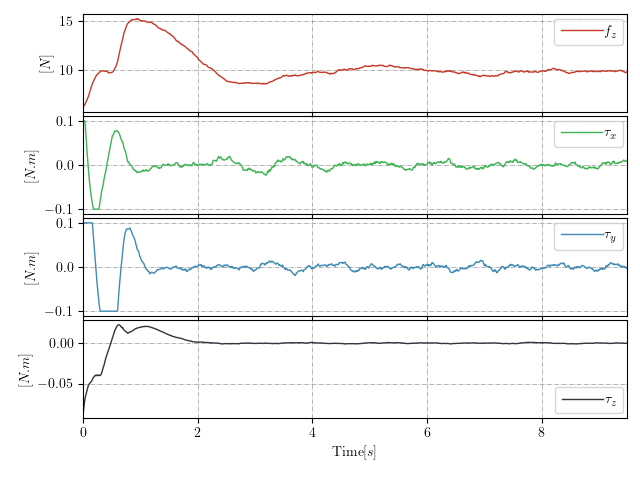 15
10
[N]
f_z
0.1
0.0
−0.1
[N.m]
τ_x
0.1
0.0
−0.1
[N.m]
τ_y
0.00
−0.05
[N.m]
τ_z
0 2 4 6 8
Time[s]